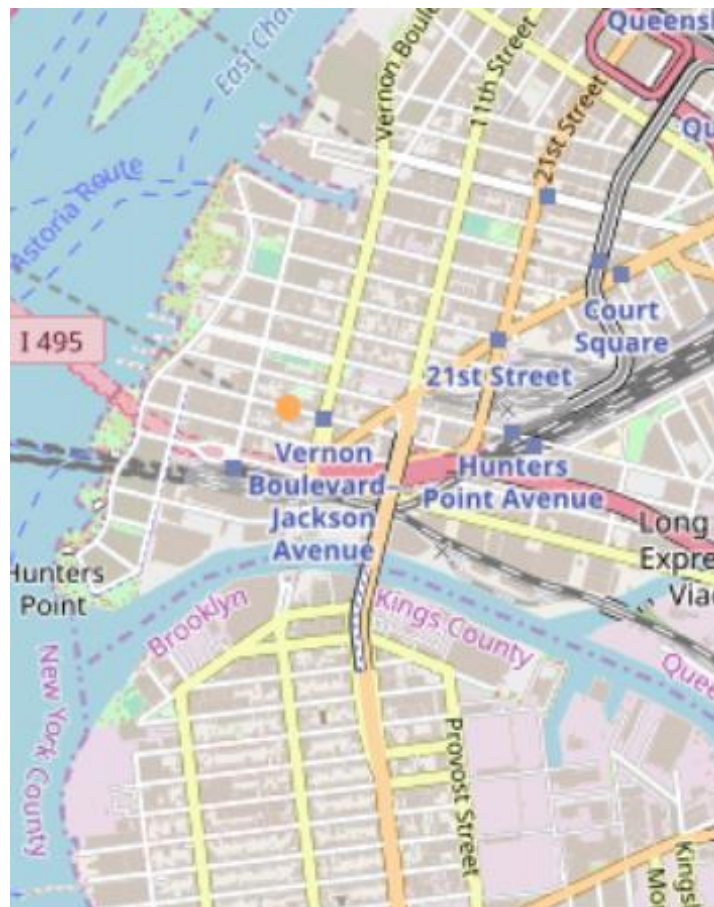 Queensb
East Cha
Vernon Boule
11th Street
21st Street
Qu
Astoria Route
I 495
Court
Square
21st Street
Vernon
Boulevard–
Jackson
Avenue
Hunters
Point Avenue
Long
Expre
Viad
Hunters
Point
Brooklyn
Kings County
Quee
New York County
Provost Street
Kingsl
Mo